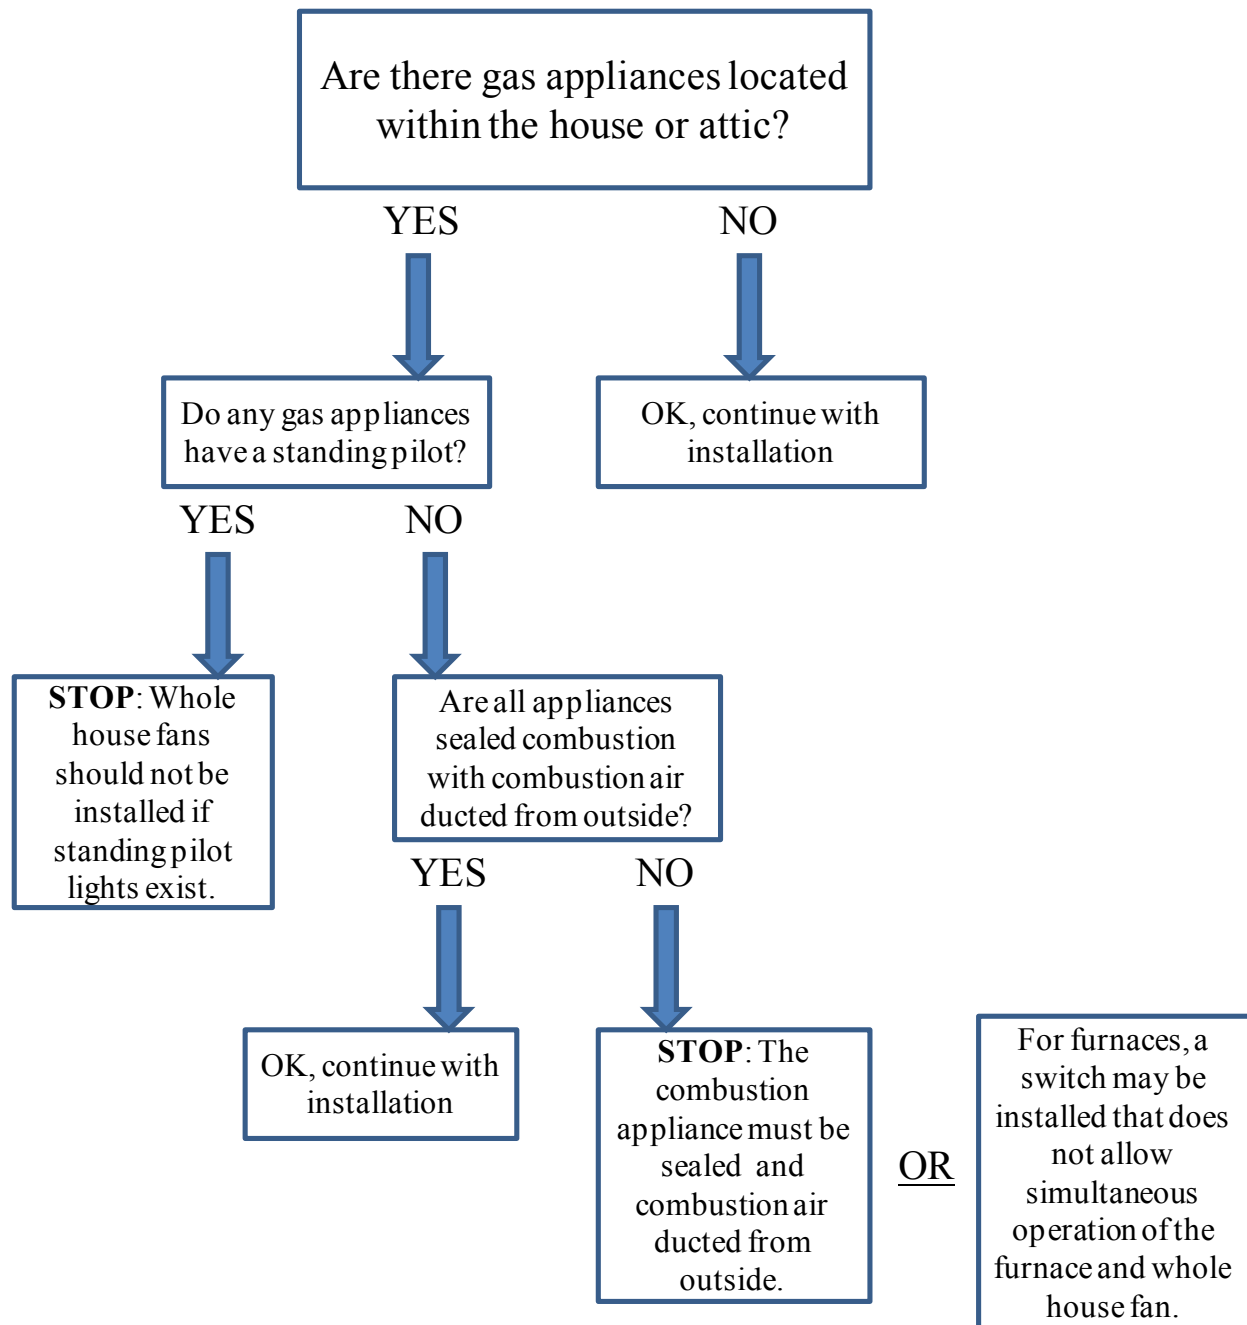 Are there gas appliances located
within the house or attic?
YES
NO
Do any gas appliances
have a standing pilot?
OK, continue with
installation
YES
NO
STOP: Whole
house fans
should not be
installed if
standing pilot
lights exist.
Are all appliances
sealed combustion
with combustion air
ducted from outside?
YES
NO
OK, continue with
installation
STOP: The
combustion
appliance must be
sealed and
combustion air
ducted from
outside.
OR
For furnaces, a
switch may be
installed that does
not allow
simultaneous
operation of the
furnace and whole
house fan.